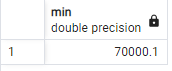 min
double precision
1
70000.1